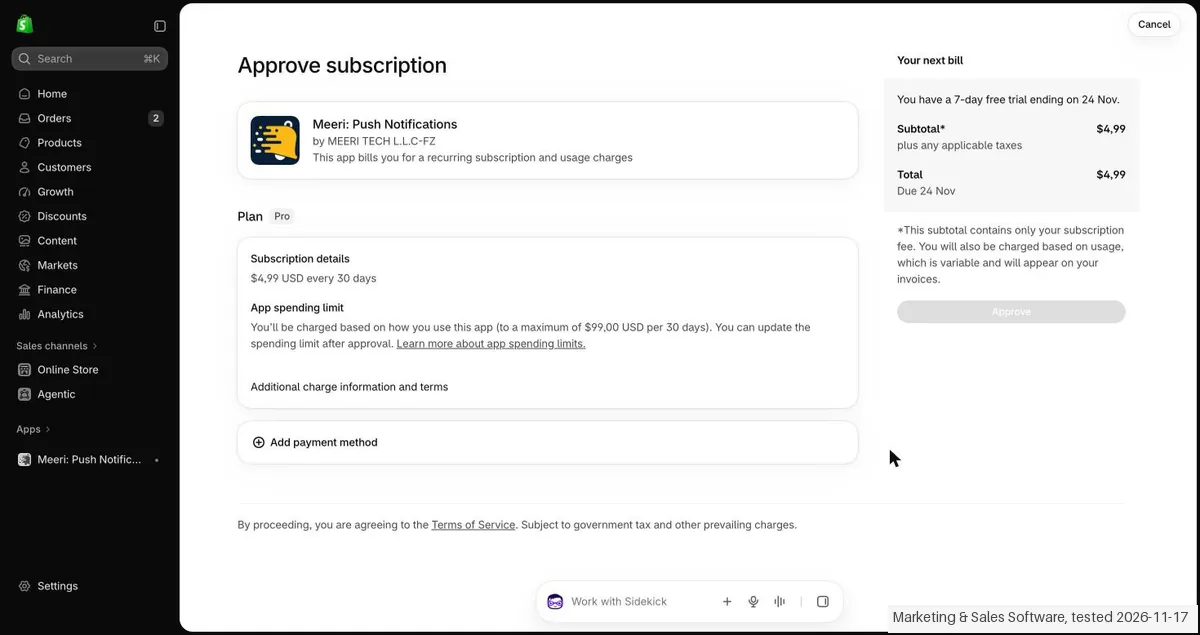 Search ⌘K
Home
Orders 2
Products
Customers
Growth
Discounts
Content
Markets
Finance
Analytics
Sales channels
Online Store
Agentic
Apps
Meeri: Push Notific...
Settings
Cancel
Approve subscription
Meeri: Push Notifications
by MEERI TECH L.L.C-FZ
This app bills you for a recurring subscription and usage charges
Plan Pro
Subscription details
$4,99 USD every 30 days
App spending limit
You'll be charged based on how you use this app (to a maximum of $99,00 USD per 30 days). You can update the
spending limit after approval. Learn more about app spending limits.
Additional charge information and terms
Add payment method
By proceeding, you are agreeing to the Terms of Service. Subject to government tax and other prevailing charges.
Your next bill
You have a 7-day free trial ending on 24 Nov.
Subtotal* $4,99
plus any applicable taxes
Total $4,99
Due 24 Nov
*This subtotal contains only your subscription
fee. You will also be charged based on usage,
which is variable and will appear on your
invoices.
Approve
Work with Sidekick
Marketing & Sales Software, tested 2026-11-17